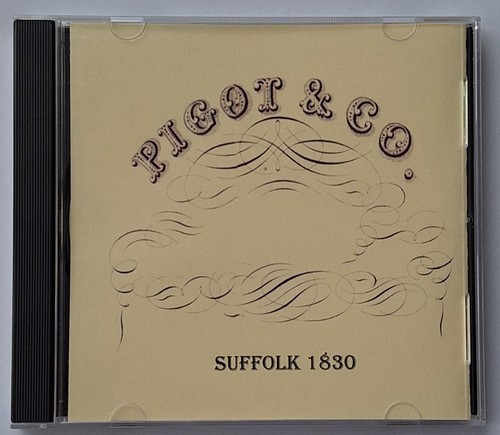 PIGOT & CO.
SUFFOLK 1830